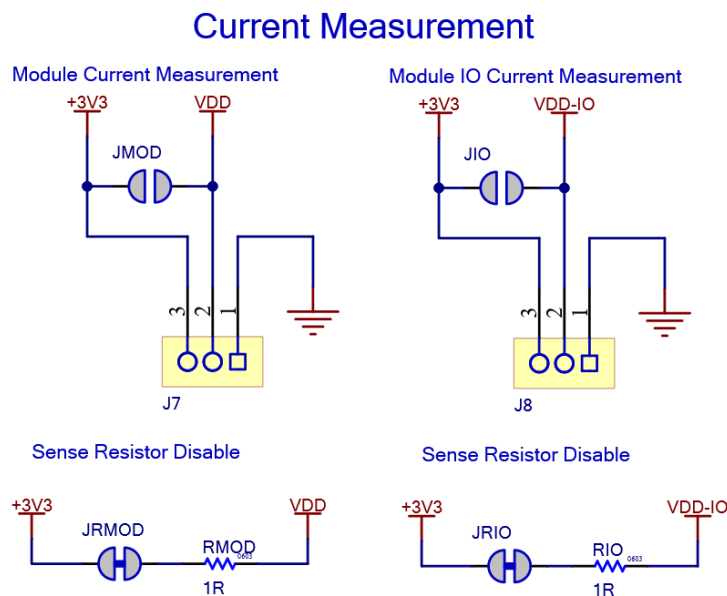 Current Measurement
Module Current Measurement
Module IO Current Measurement
+3V3
VDD
+3V3
VDD-IO
JMOD
JIO
3
2
1
3
2
1
J7
J8
Sense Resistor Disable
Sense Resistor Disable
+3V3
VDD
+3V3
VDD-IO
JRMOD
RMOD
0603
1R
JRIO
RIO
0603
1R